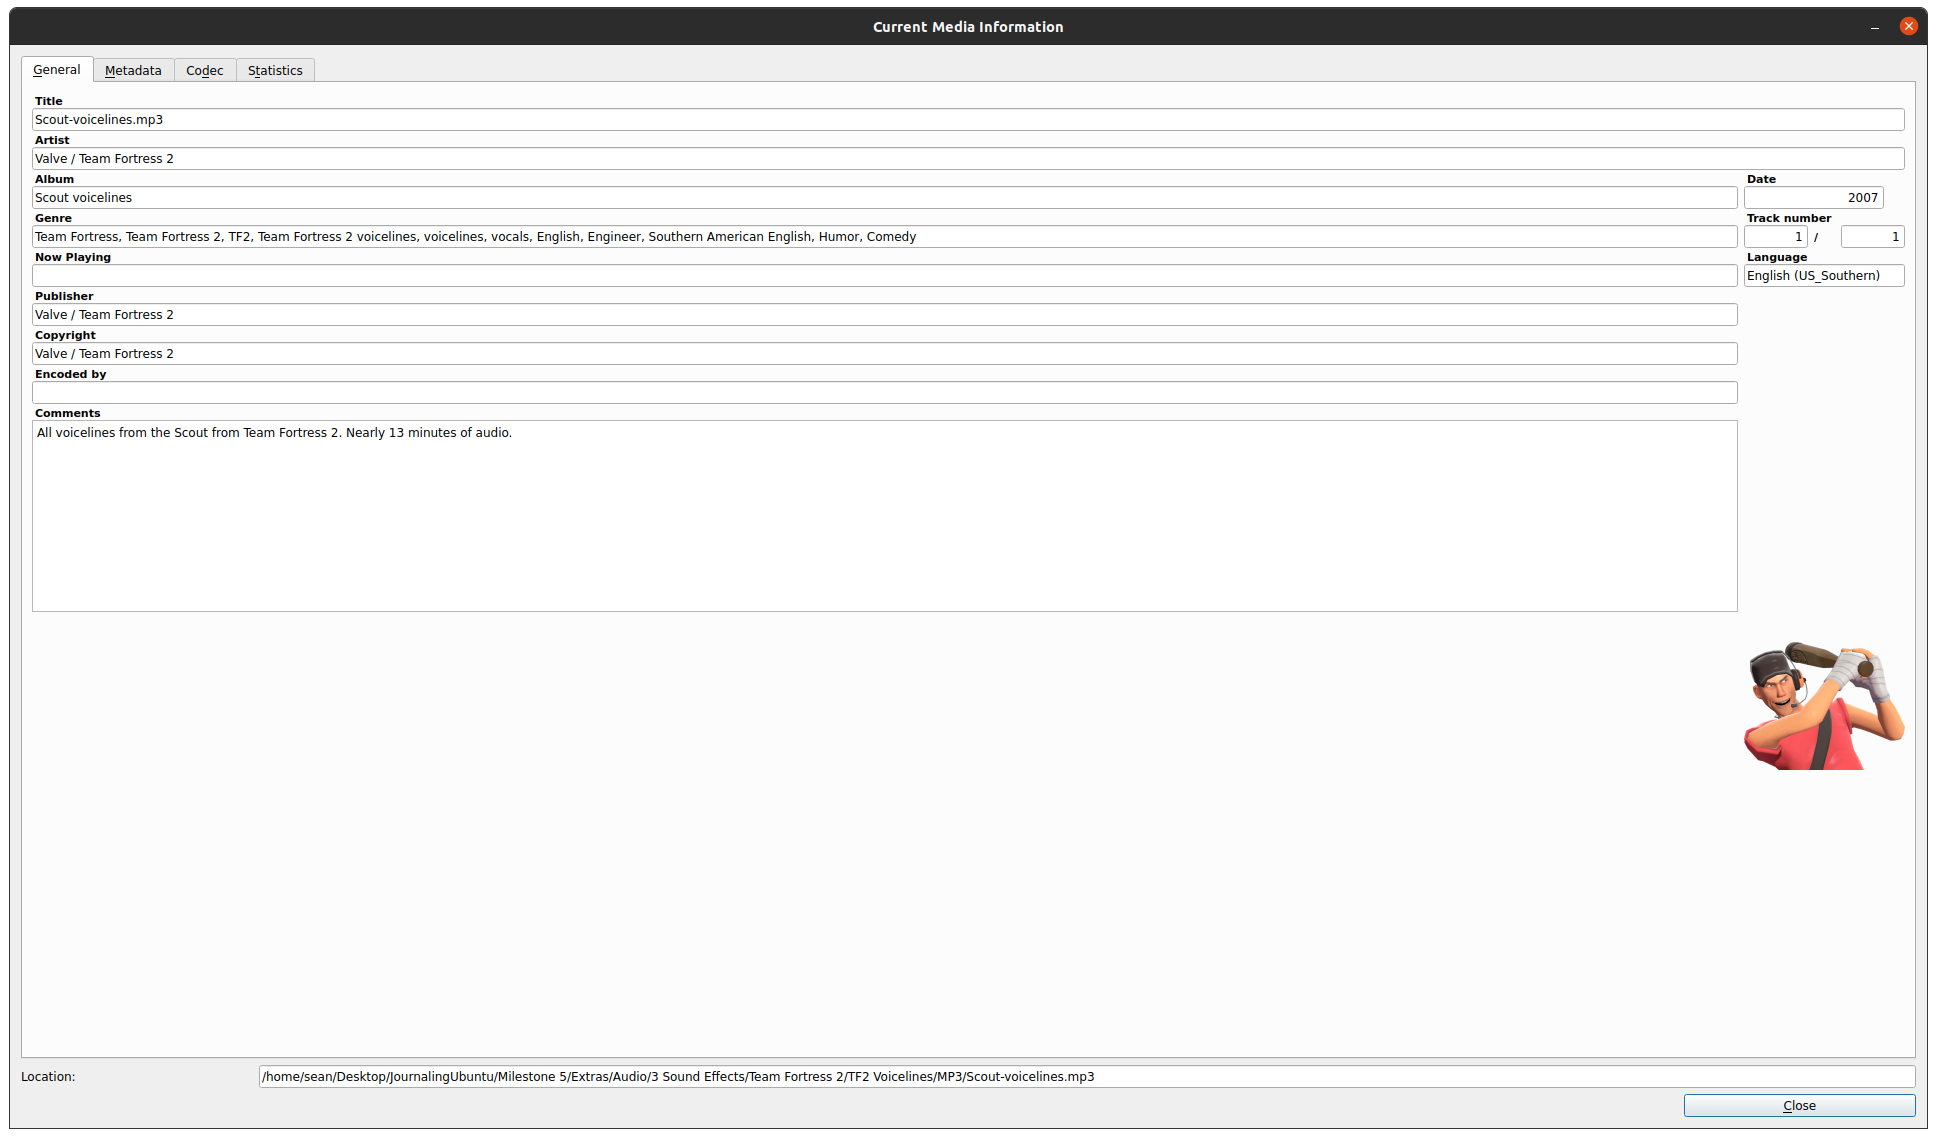 Current Media Information
General
Metadata
Codec
Statistics
Title
Scout-voicelines.mp3
Artist
Valve / Team Fortress 2
Album
Date
Scout voicelines
2007
Genre
Track number
Team Fortress, Team Fortress 2, TF2, Team Fortress 2 voicelines, voicelines, vocals, English, Engineer, Southern American English, Humor, Comedy
1 / 1
Now Playing
Language
English (US_Southern)
Publisher
Valve / Team Fortress 2
Copyright
Valve / Team Fortress 2
Encoded by
Comments
All voicelines from the Scout from Team Fortress 2. Nearly 13 minutes of audio.
Location:
/home/sean/Desktop/JournalingUbuntu/Milestone 5/Extras/Audio/3 Sound Effects/Team Fortress 2/TF2 Voicelines/MP3/Scout-voicelines.mp3
Close